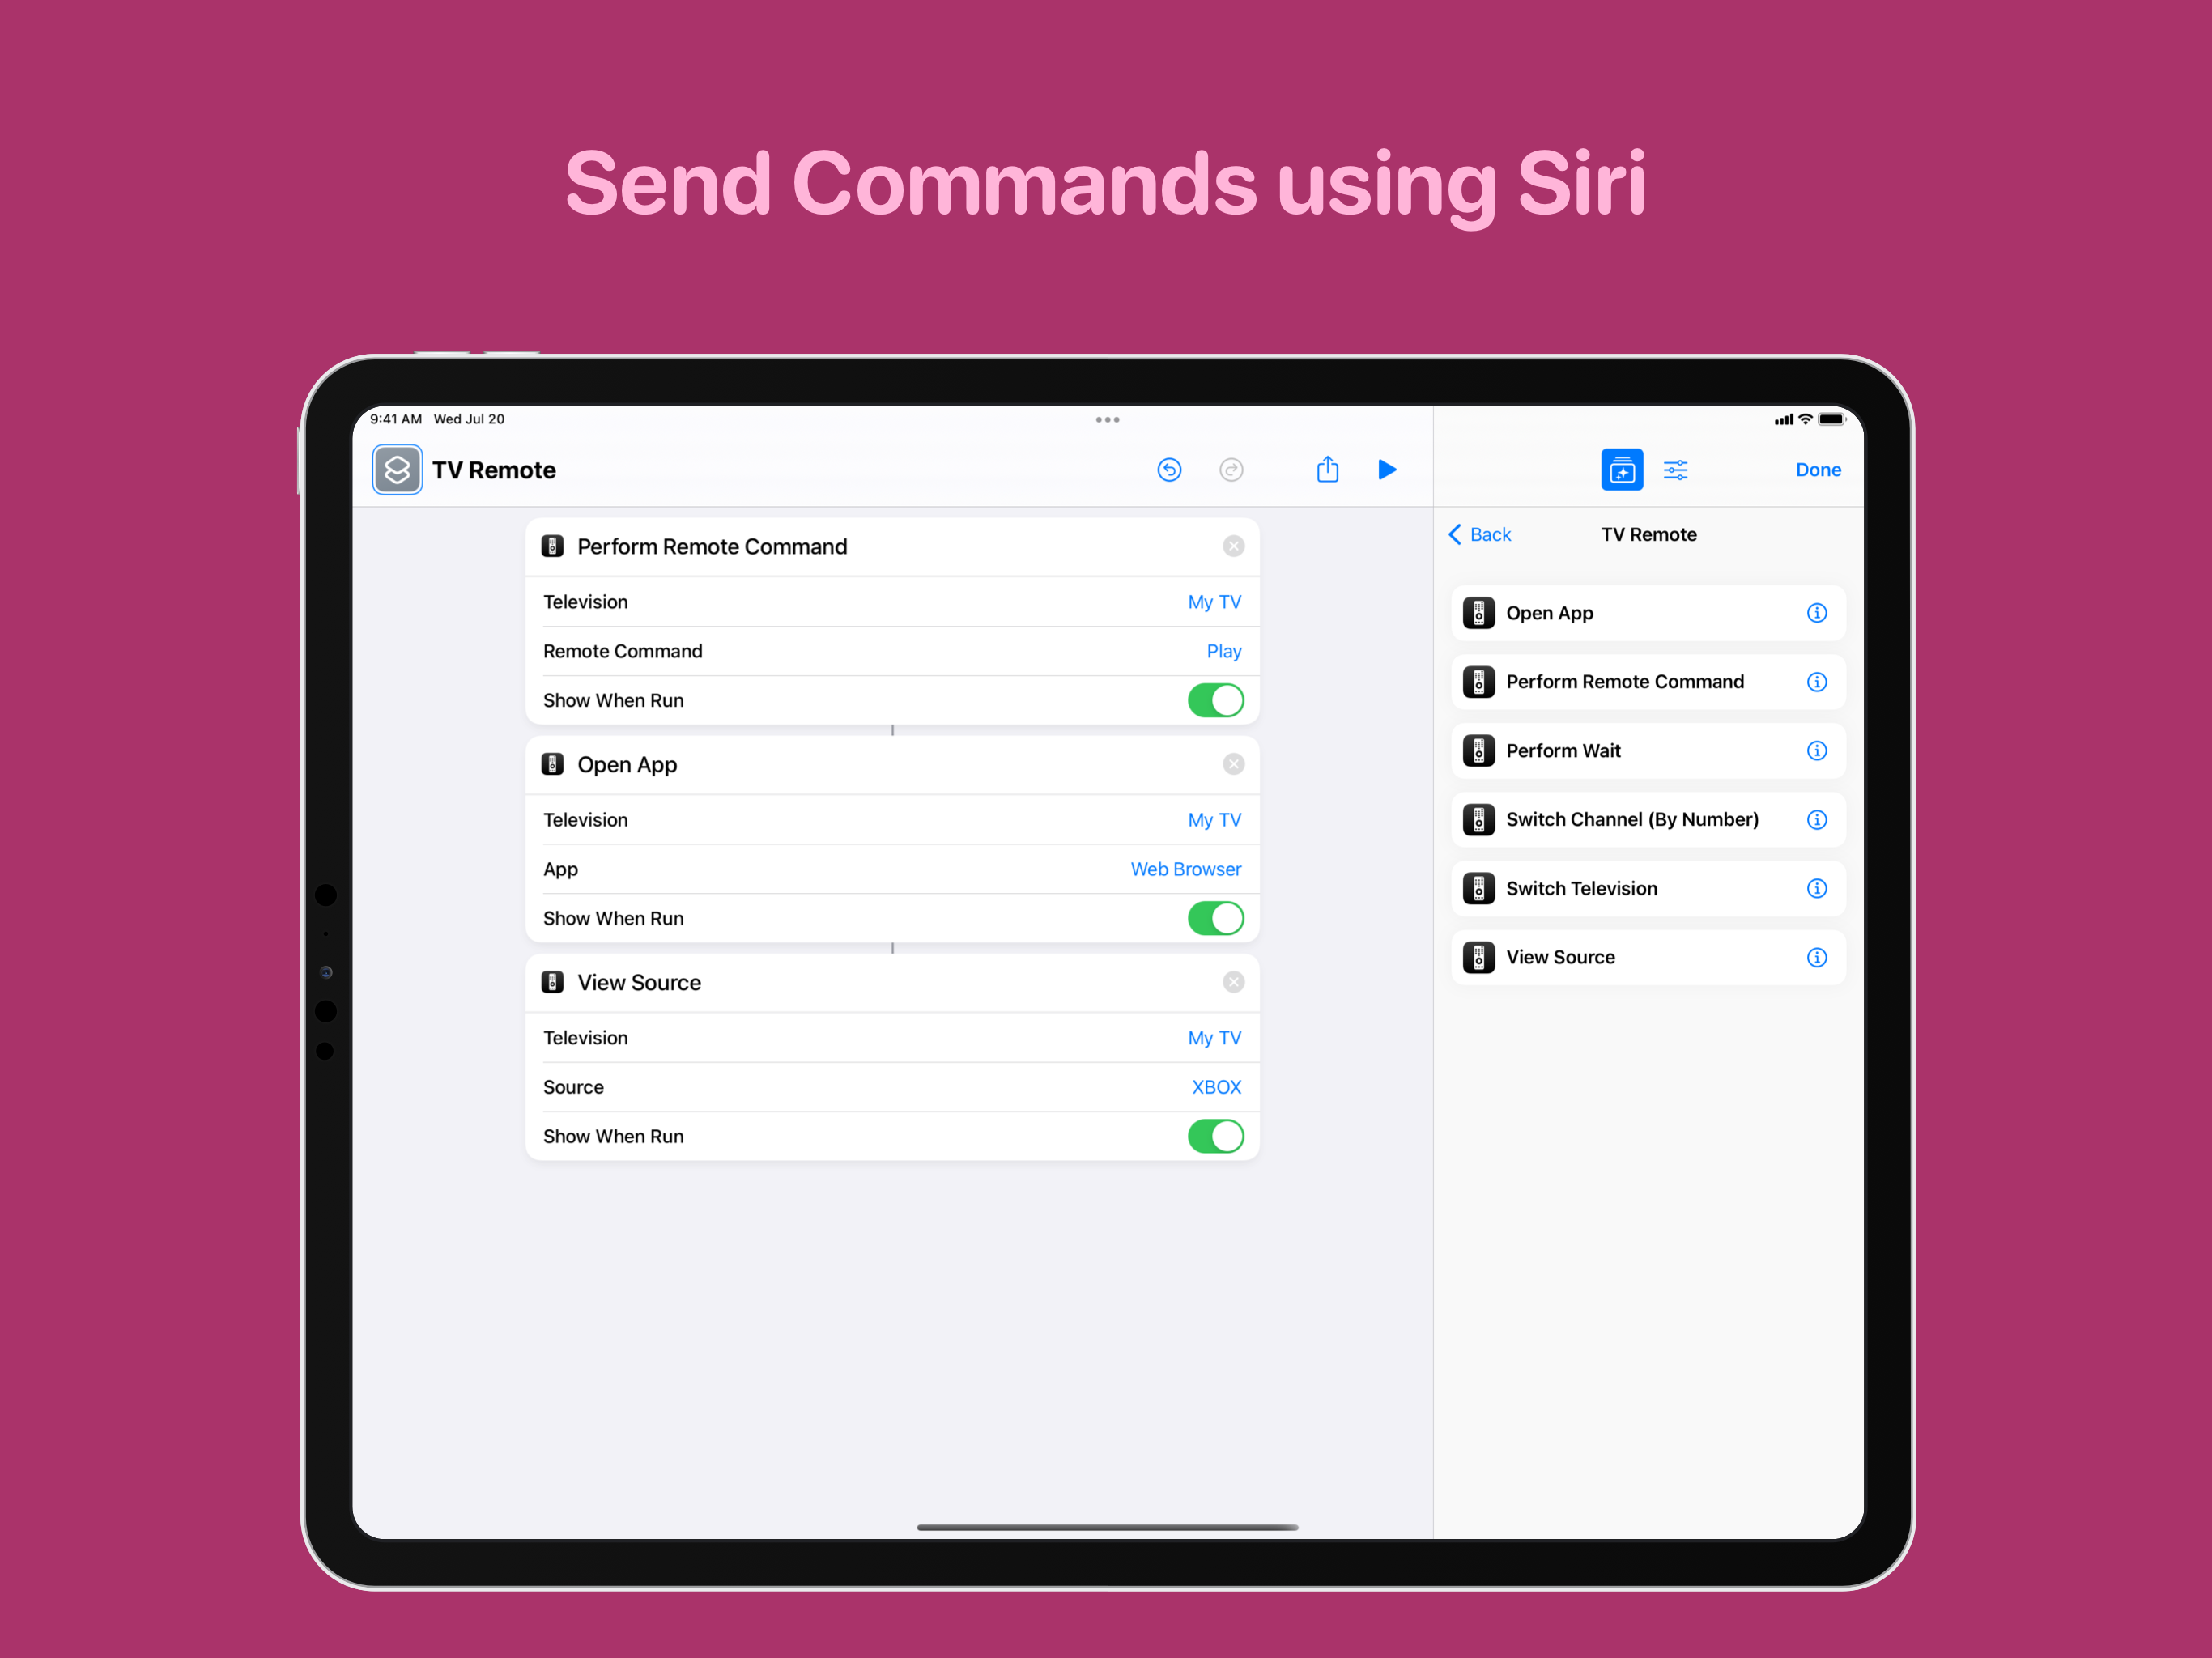 Send Commands using Siri
9:41 AM Wed Jul 20
TV Remote
Done
Perform Remote Command
Television My TV
Remote Command Play
Show When Run
Open App
Television My TV
App Web Browser
Show When Run
View Source
Television My TV
Source XBOX
Show When Run
Back TV Remote
Open App
Perform Remote Command
Perform Wait
Switch Channel (By Number)
Switch Television
View Source